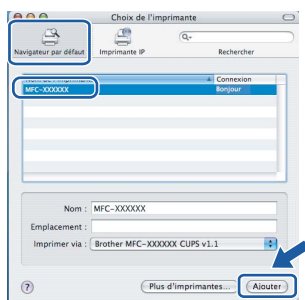 Choix de l'imprimante
Navigateur par défaut
Imprimante IP
Rechercher
Connexion
MFC-XXXXXX
Bonjour
Nom : MFC-XXXXXX
Emplacement :
Imprimer via : Brother MFC-XXXXXX CUPS v1.1
?
Plus d'imprimantes...
Ajouter